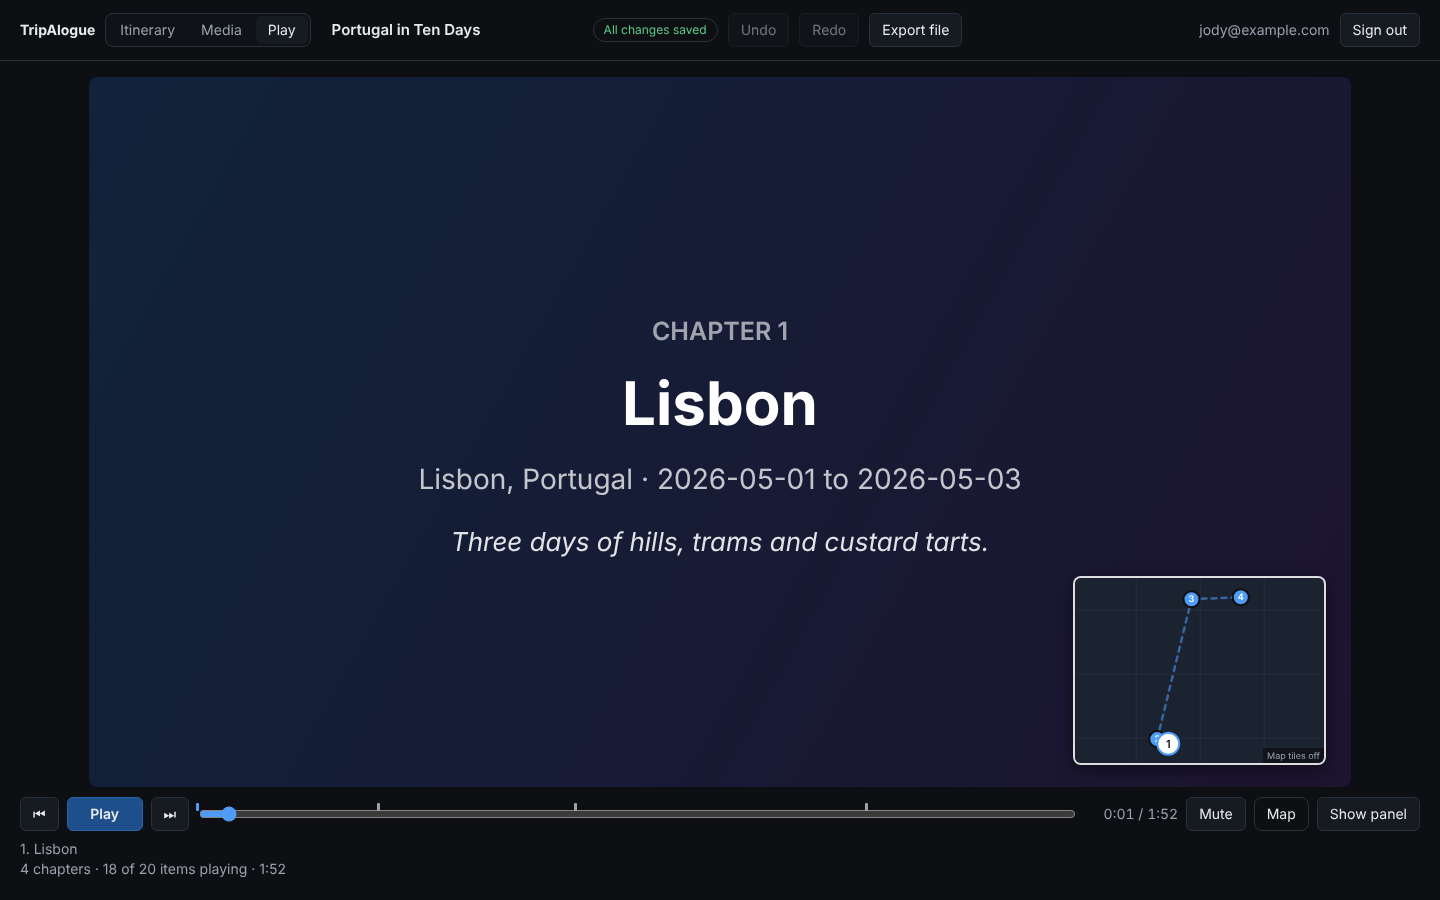 TripAlogue Itinerary Media Play Portugal in Ten Days All changes saved Undo Redo Export file jody@example.com Sign out
CHAPTER 1
Lisbon
Lisbon, Portugal · 2026-05-01 to 2026-05-03
Three days of hills, trams and custard tarts.
3 4
1
Map tiles off
Play 0:01 / 1:52 Mute Map Show panel
1. Lisbon
4 chapters · 18 of 20 items playing · 1:52